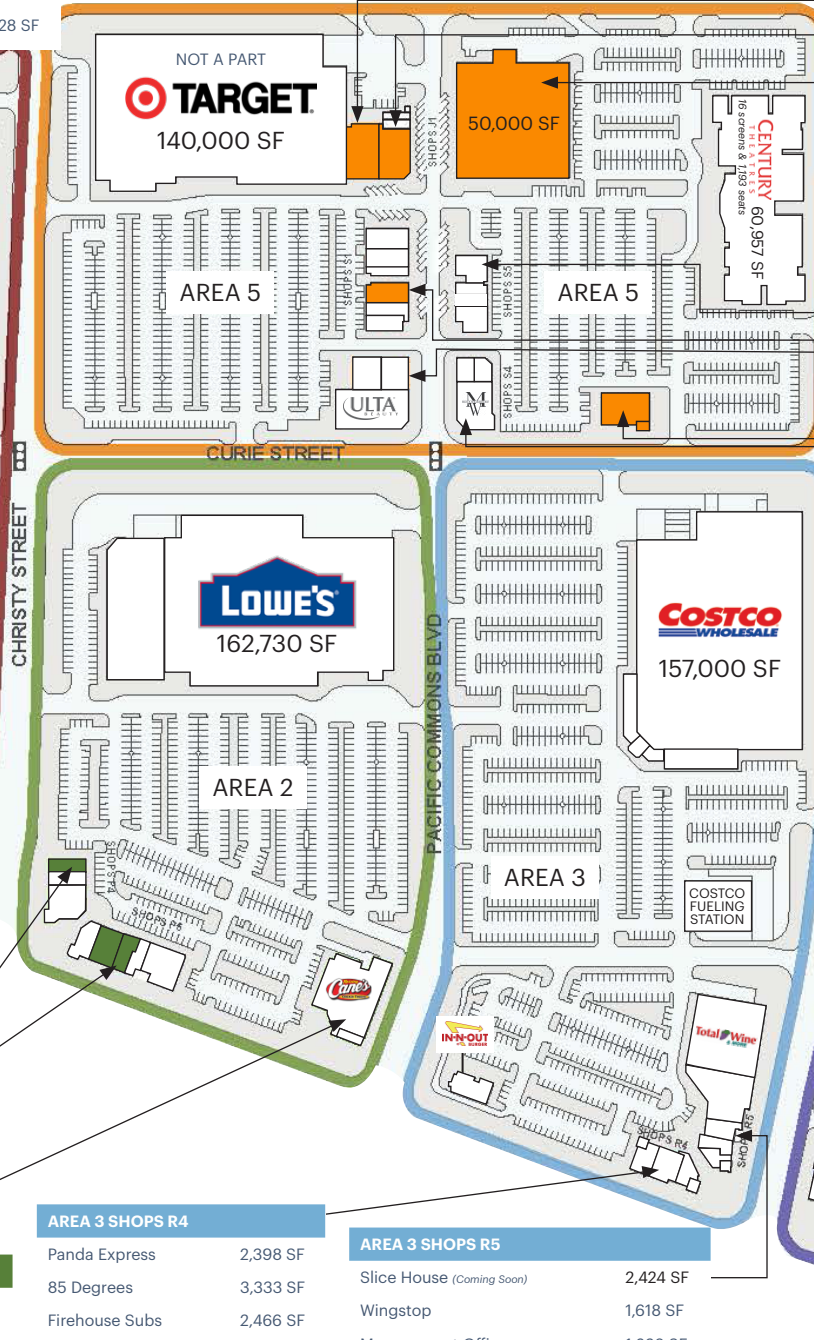 28 SF
NOT A PART
TARGET
140,000 SF
SHOPS J1
50,000 SF
CENTURY
THEATRES
16 screens & 1,193 seats
60,957 SF
AREA 5
SHOPS S1
SHOPS S5
AREA 5
ULTA
BEAUTY
MW
SHOPS S4
CURIE STREET
CHRISTY STREET
LOWE'S
162,730 SF
PACIFIC COMMONS BLVD
COSTCO
WHOLESALE
157,000 SF
AREA 2
AREA 3
COSTCO
FUELING
STATION
SHOPS
SHOPS P6
Cane's
IN-N-OUT
BURGER
Total Wine
& MORE
SHOPS R4
SHOPS R5
AREA 3 SHOPS R4
Panda Express 2,398 SF
85 Degrees 3,333 SF
Firehouse Subs 2,466 SF
AREA 3 SHOPS R5
Slice House (Coming Soon) 2,424 SF
Wingstop 1,618 SF